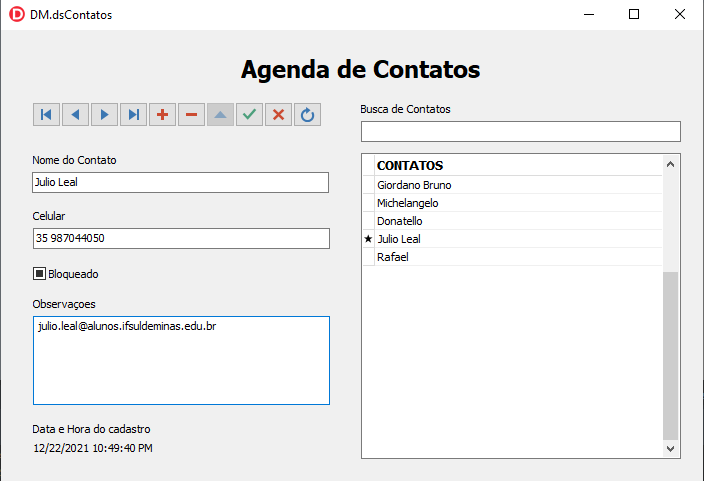 DM.dsContatos
Agenda de Contatos
Nome do Contato
Julio Leal
Celular
35 987044050
Bloqueado
Observaçoes
julio.leal@alunos.ifsuldeminas.edu.br
Data e Hora do cadastro
12/22/2021 10:49:40 PM
Busca de Contatos
CONTATOS
Giordano Bruno
Michelangelo
Donatello
Julio Leal
Rafael